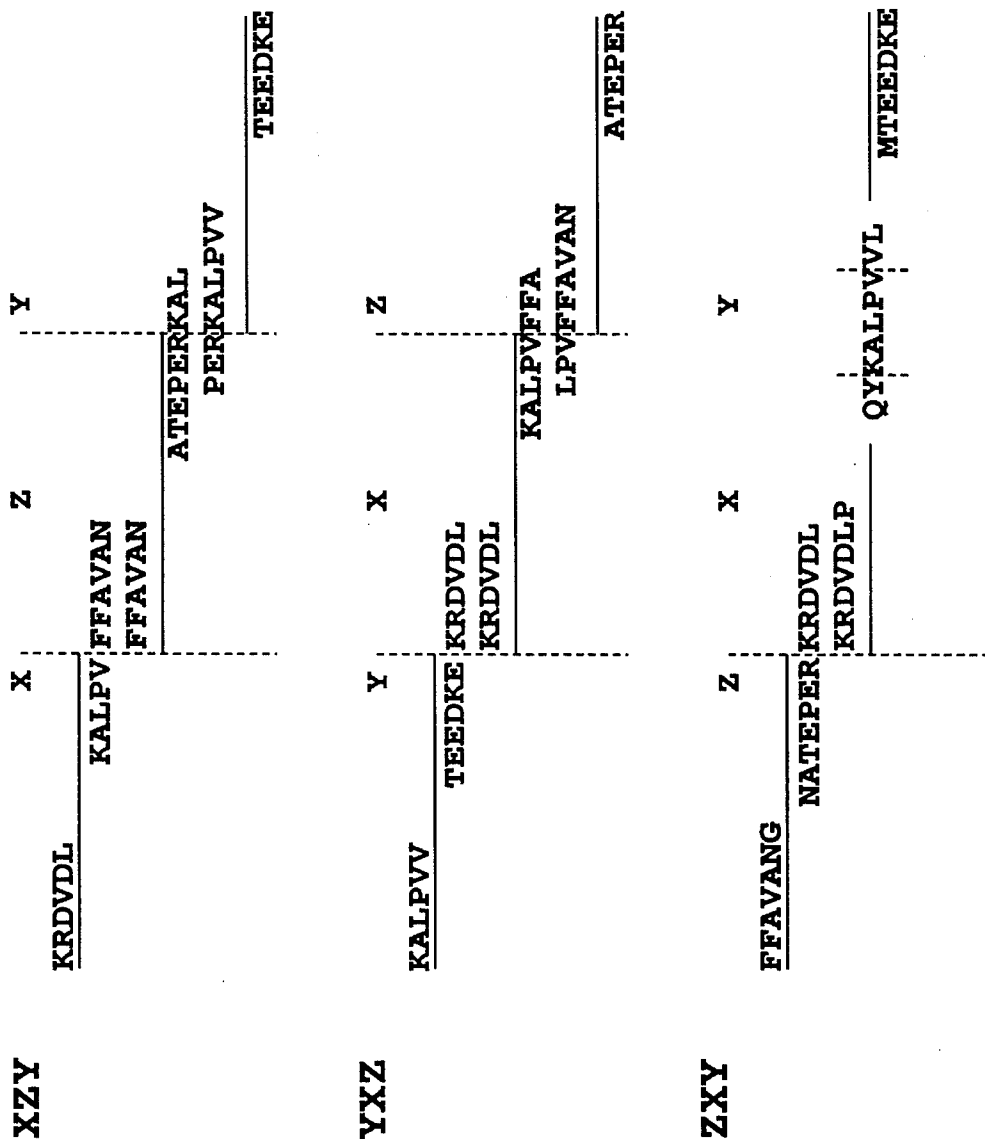 XZY X Z Y
KRDVDL
KALPV FFAVAN
FFAVAN
ATEPERKAL
PERKALPVV
TEEDKE
YXZ Y X Z
KALPVV
TEEDKE KRDVDL
KRDVDL
KALPVFFA
LPVFFAVAN
ATEPER
ZXY Z X Y
FFAVANG
NATEPER KRDVDL
KRDVDLP
QYKALPVVL
MTEEDKE